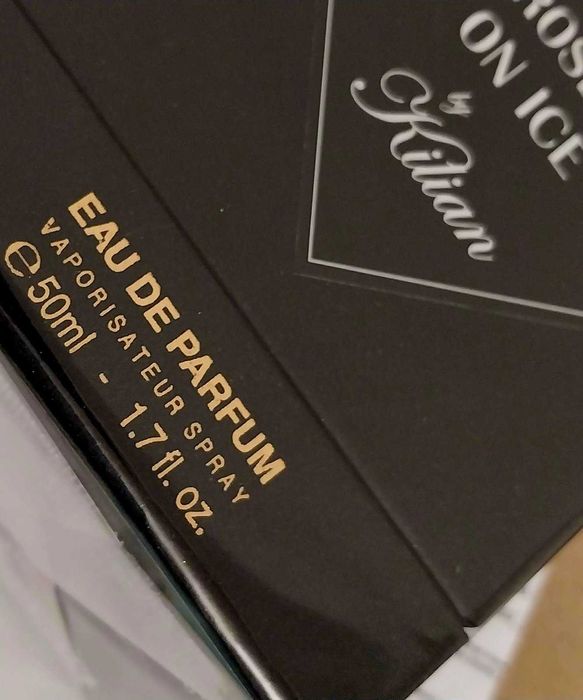 ON ICE
by
Kilian
EAU DE PARFUM
VAPORISATEUR SPRAY
℮50ml - 1.7 fl. oz.